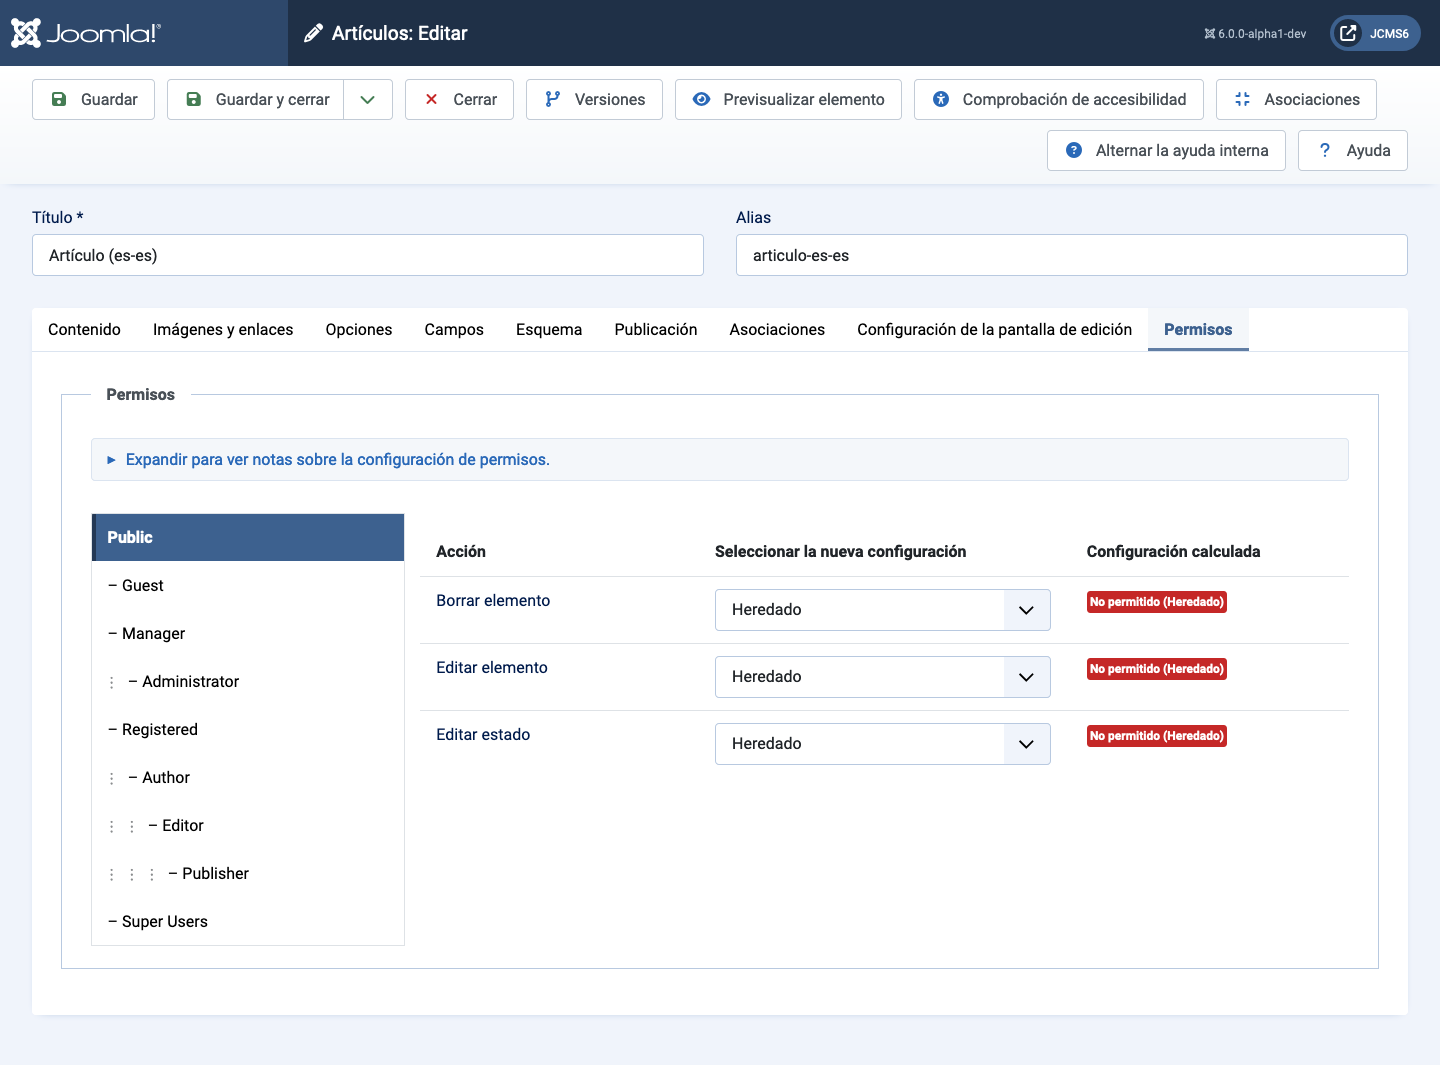 Joomla!®
Artículos: Editar
6.0.0-alpha1-dev
JCMS6
Guardar
Guardar y cerrar
Cerrar
Versiones
Previsualizar elemento
Comprobación de accesibilidad
Asociaciones
Alternar la ayuda interna
? Ayuda
Título *
Alias
Artículo (es-es)
articulo-es-es
Contenido
Imágenes y enlaces
Opciones
Campos
Esquema
Publicación
Asociaciones
Configuración de la pantalla de edición
Permisos
Permisos
Expandir para ver notas sobre la configuración de permisos.
Public
– Guest
– Manager
– Administrator
– Registered
– Author
– Editor
– Publisher
– Super Users
Acción
Seleccionar la nueva configuración
Configuración calculada
Borrar elemento
Heredado
No permitido (Heredado)
Editar elemento
Heredado
No permitido (Heredado)
Editar estado
Heredado
No permitido (Heredado)